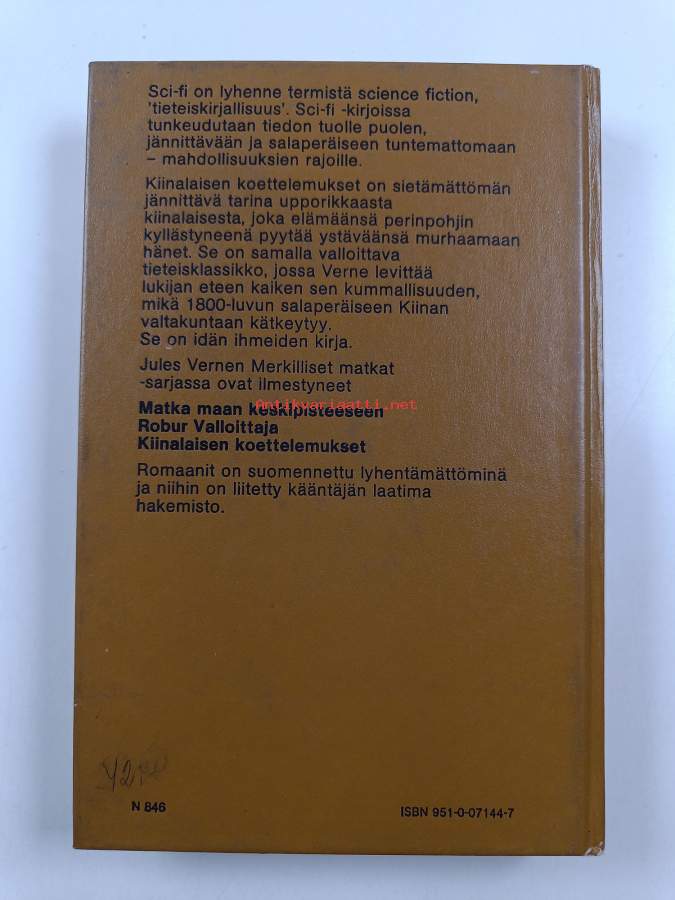 Sci-fi on lyhenne termistä science fiction,
'tieteiskirjallisuus'. Sci-fi -kirjoissa
tunkeudutaan tiedon tuolle puolen,
jännittävään ja salaperäiseen tuntemattomaan
– mahdollisuuksien rajoille.
Kiinalaisen koettelemukset on sietämättömän
jännittävä tarina upporikkaasta
kiinalaisesta, joka elämäänsä perinpohjin
kyllästyneenä pyytää ystäväänsä murhaamaan
hänet. Se on samalla valloittava
tieteisklassikko, jossa Verne levittää
lukijan eteen kaiken sen kummallisuuden,
mikä 1800-luvun salaperäiseen Kiinan
valtakuntaan kätkeytyy.
Se on idän ihmeiden kirja.
Jules Vernen Merkilliset matkat
-sarjassa ovat ilmestyneet
Matka maan keskipisteeseen
Antikvariaatti.net
Robur Valloittaja
Kiinalaisen koettelemukset
Romaanit on suomennettu lyhentämättöminä
ja niihin on liitetty kääntäjän laatima
hakemisto.
N 846
ISBN 951-0-07144-7